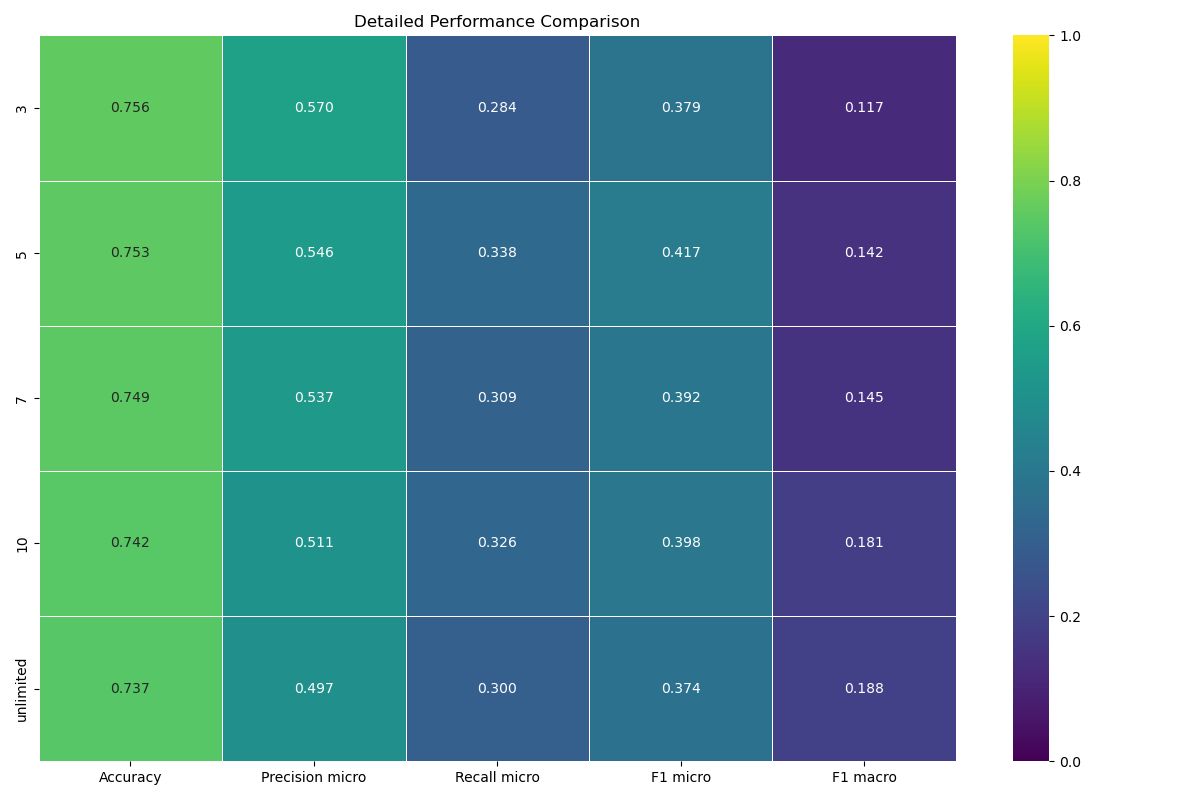 Detailed Performance Comparison
3 0.756 0.570 0.284 0.379 0.117
5 0.753 0.546 0.338 0.417 0.142
7 0.749 0.537 0.309 0.392 0.145
10 0.742 0.511 0.326 0.398 0.181
unlimited 0.737 0.497 0.300 0.374 0.188
Accuracy Precision micro Recall micro F1 micro F1 macro
1.0
0.8
0.6
0.4
0.2
0.0